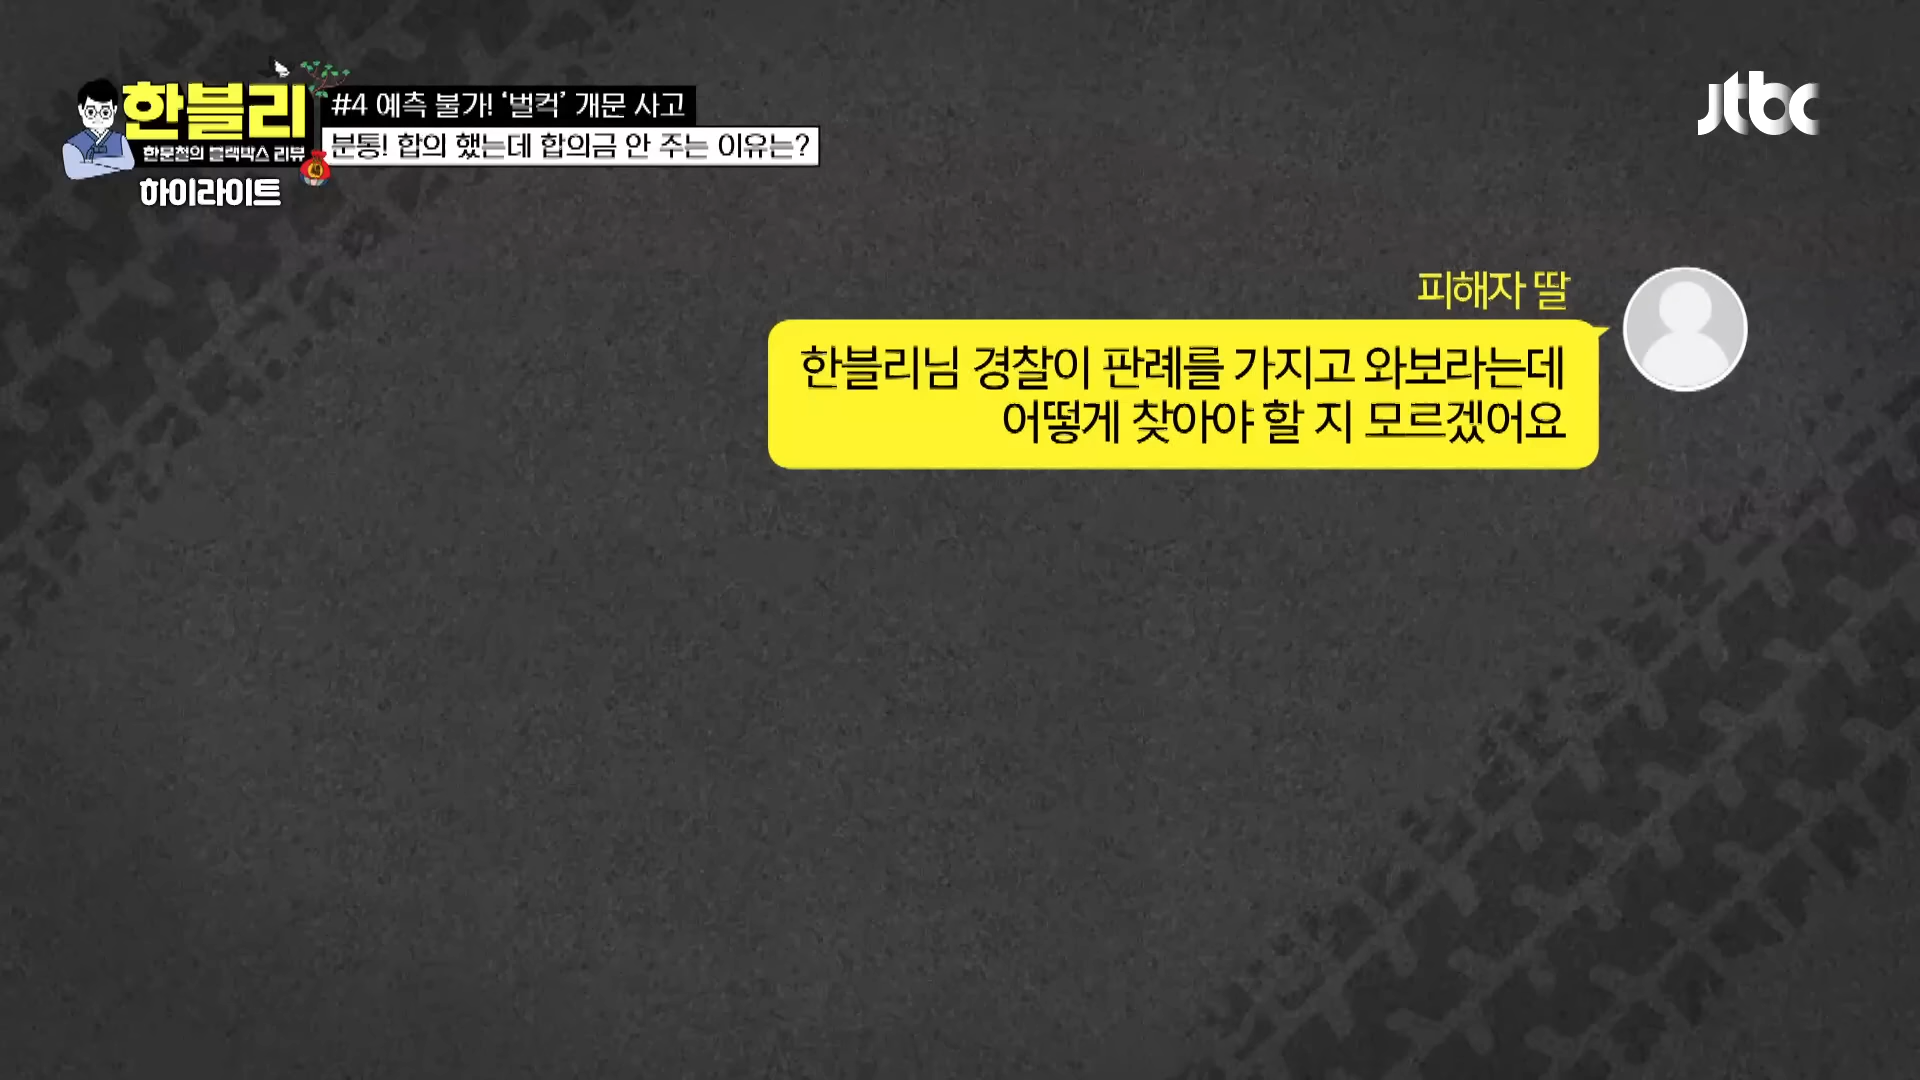 한블리
한문철의 블랙박스 리뷰
하이라이트
#4 예측 불가! ‘벌컥’ 개문 사고
분통! 합의 했는데 합의금 안 주는 이유는?
jtbc
피해자 딸
한블리님 경찰이 판례를 가지고 와보라는데
어떻게 찾아야 할 지 모르겠어요